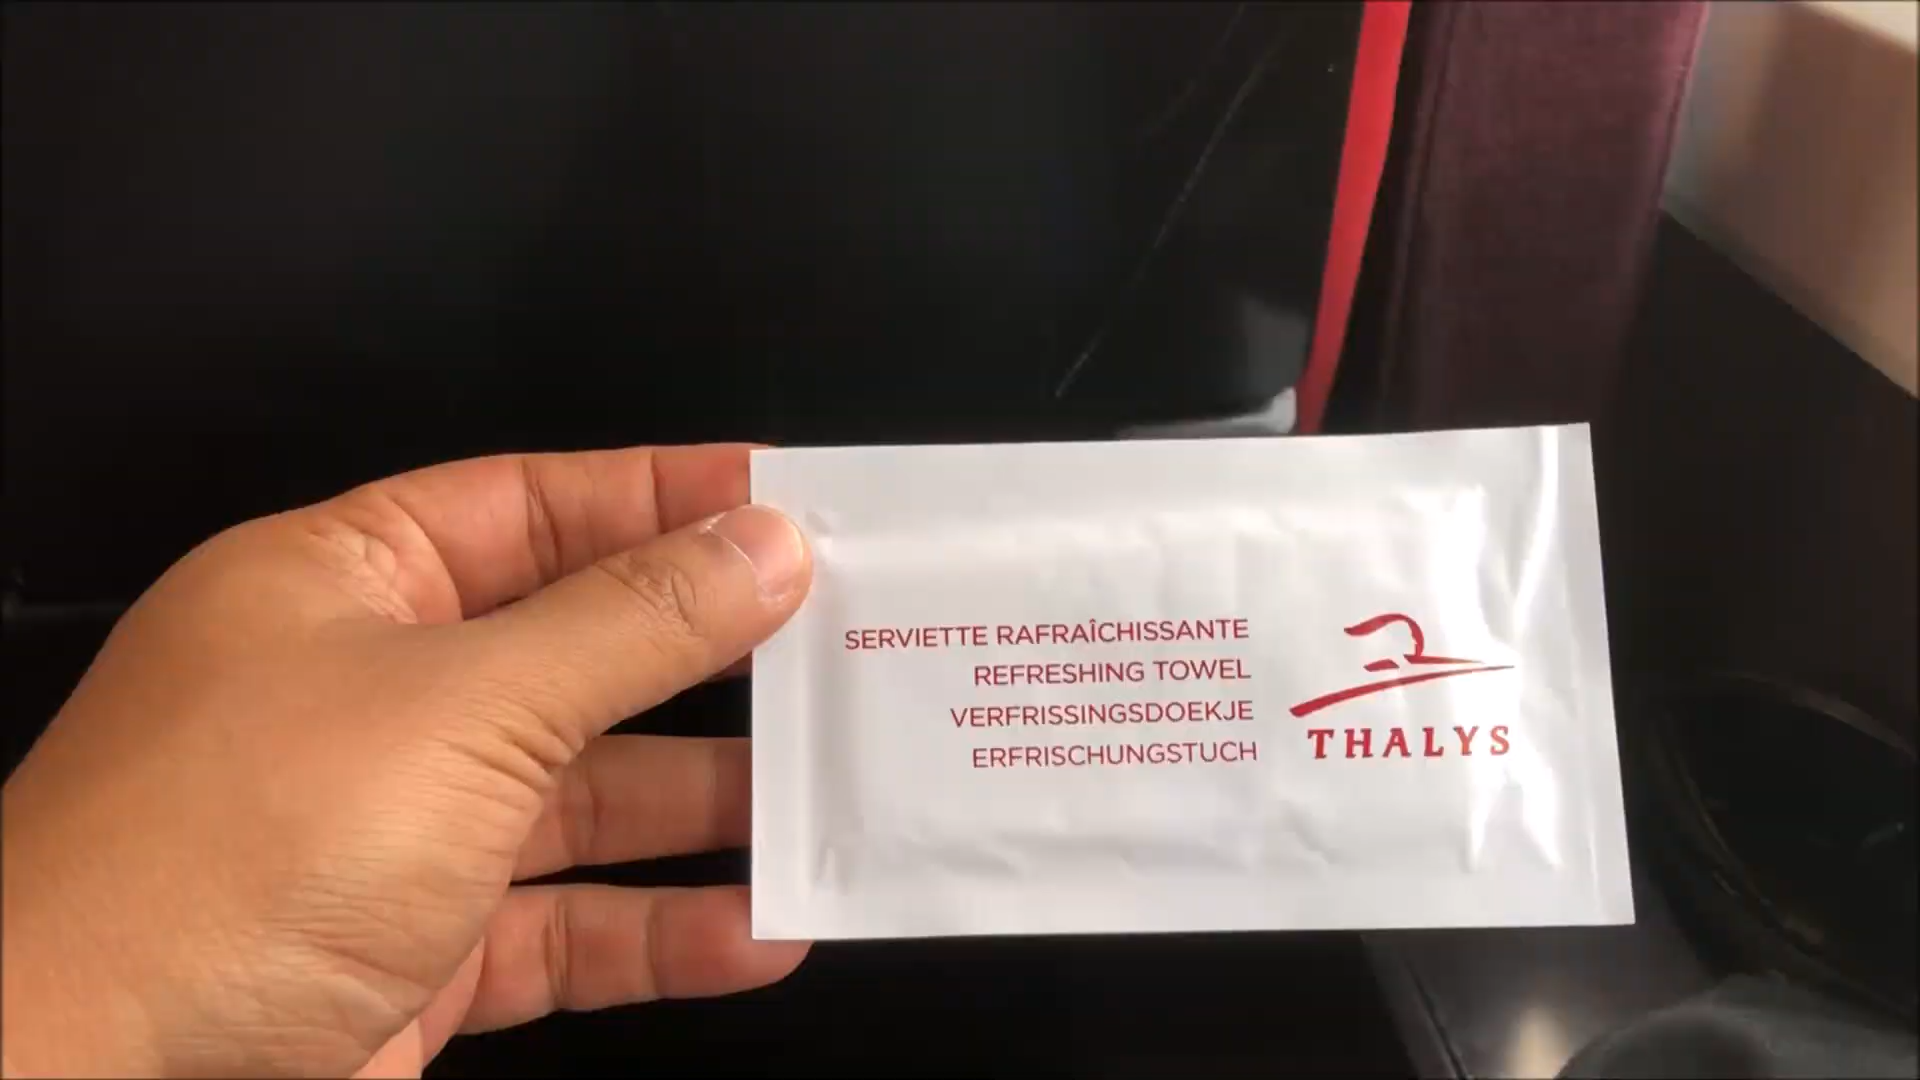 SERVIETTE RAFRAÎCHISSANTE
REFRESHING TOWEL
VERFRISSINGSDOEKJE
ERFRISCHUNGSTUCH
THALYS